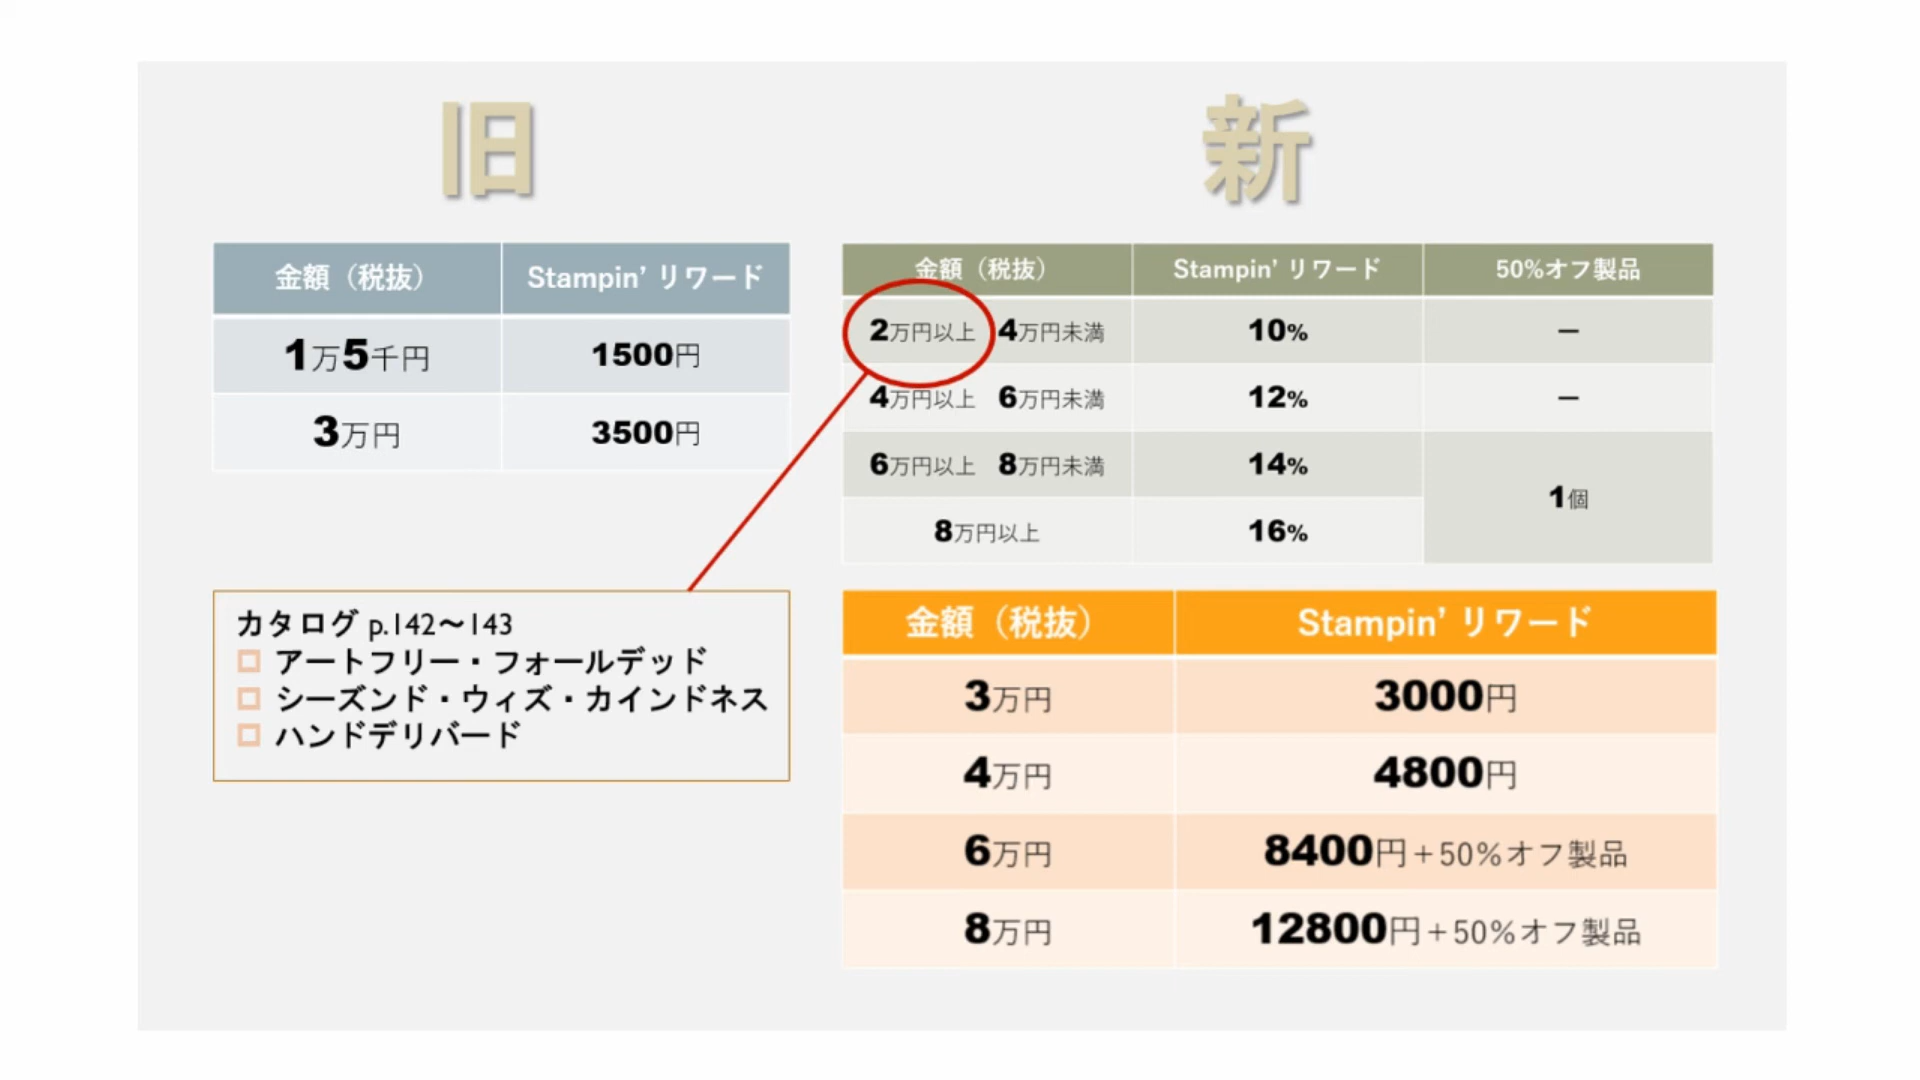 旧
金額（税抜） Stampin’ リワード
1万5千円 1500円
3万円 3500円
カタログ p.142～143
アートフリー・フォールデッド
シーズンド・ウィズ・カインドネス
ハンドデリバード
新
金額（税抜） Stampin’ リワード 50%オフ製品
2万円以上 4万円未満 10% –
4万円以上 6万円未満 12% –
6万円以上 8万円未満 14%
1個
8万円以上 16%
金額（税抜） Stampin’ リワード
3万円 3000円
4万円 4800円
6万円 8400円＋50%オフ製品
8万円 12800円＋50%オフ製品